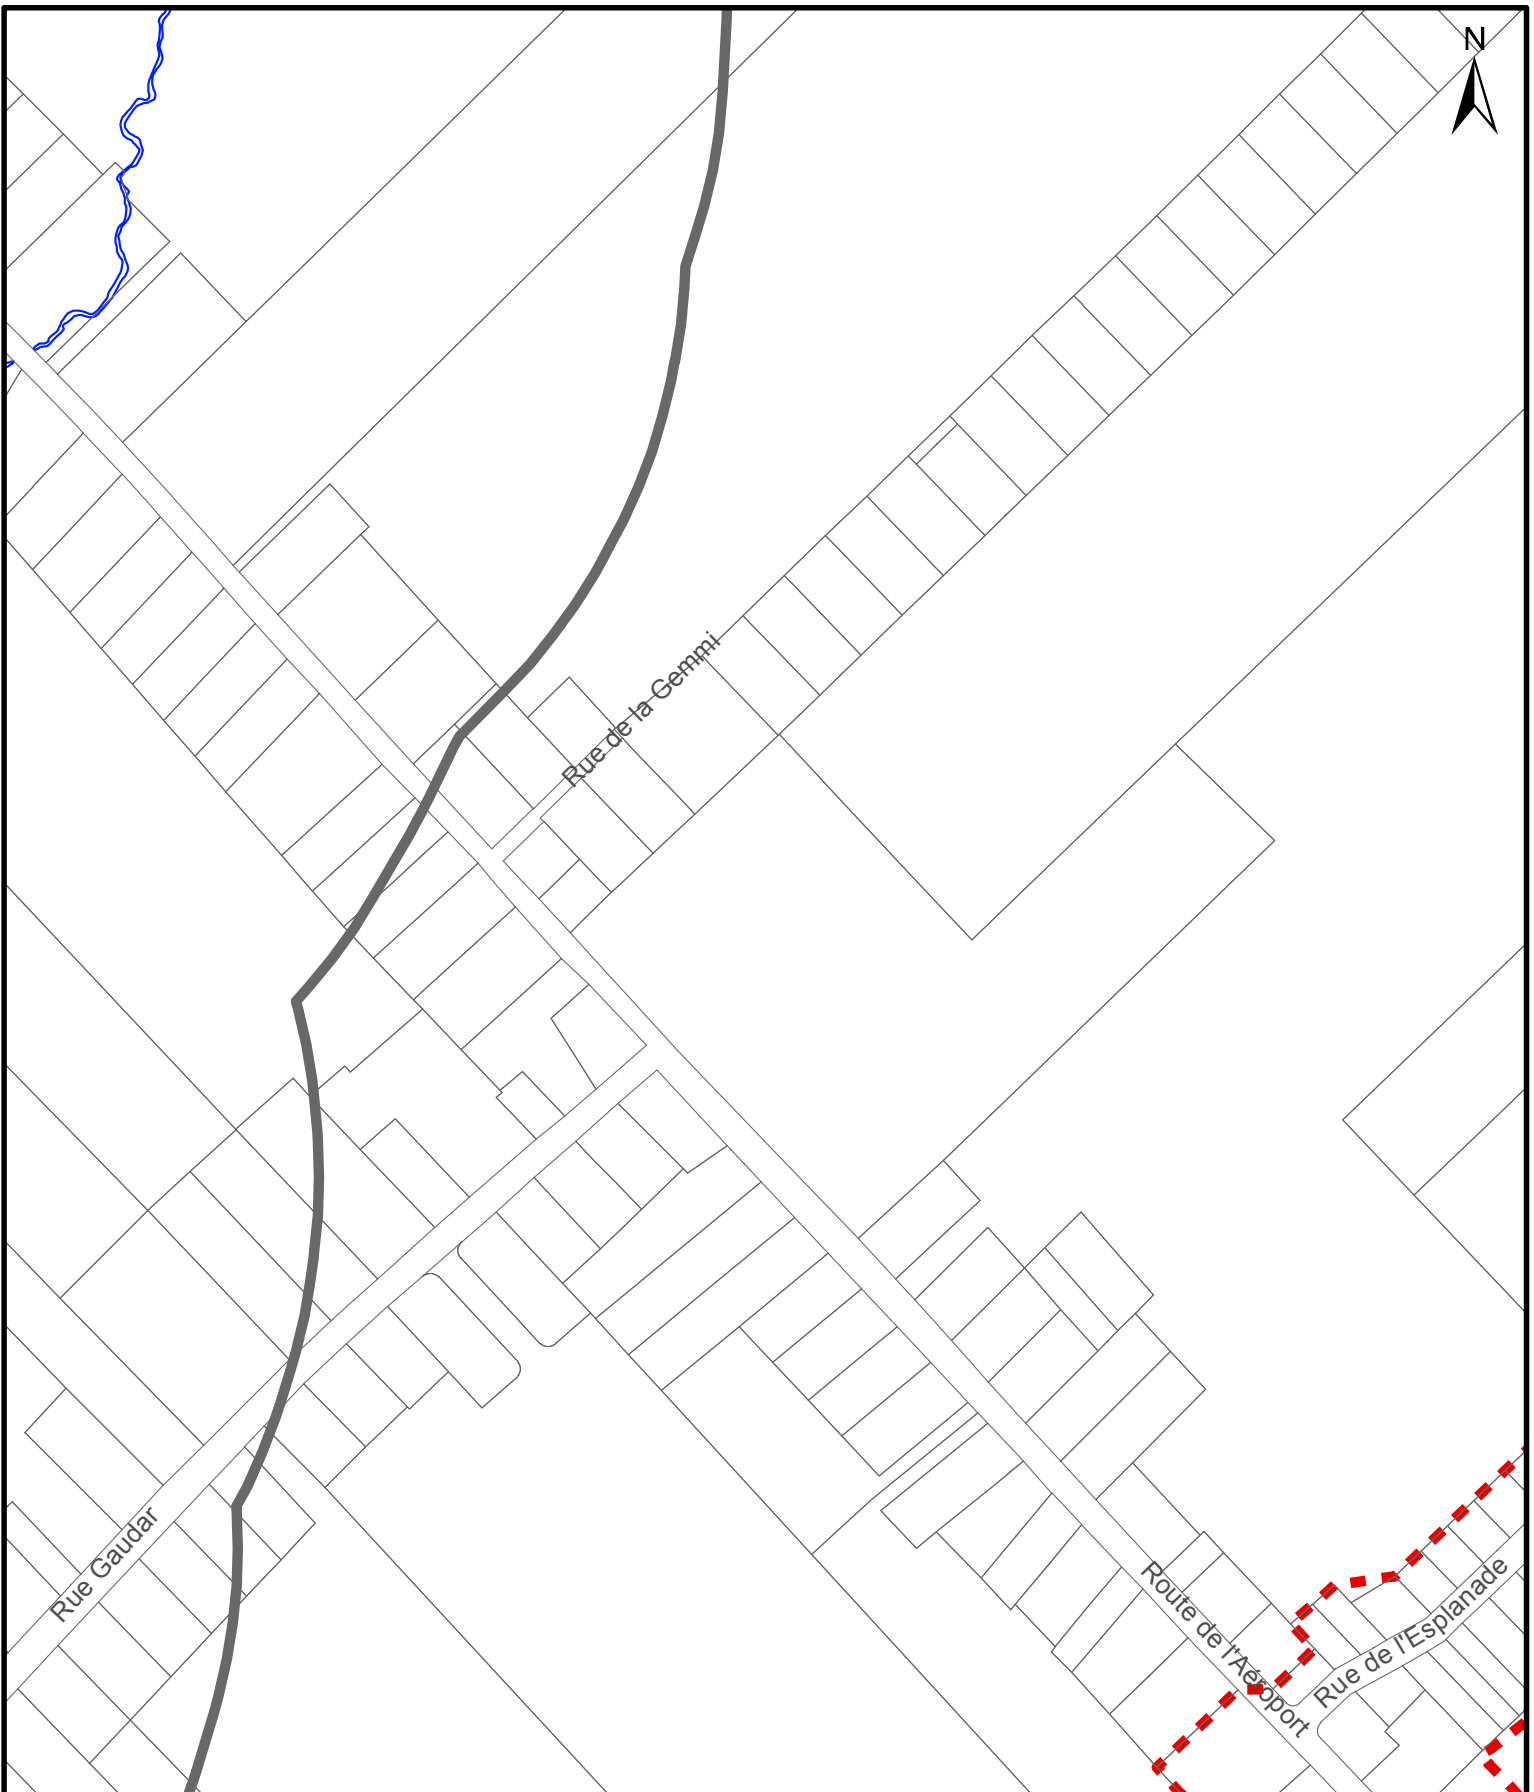 N
Rue de la Gemmi
Rue Gaudar
Route de l'Aéroport
Rue de l'Esplanade